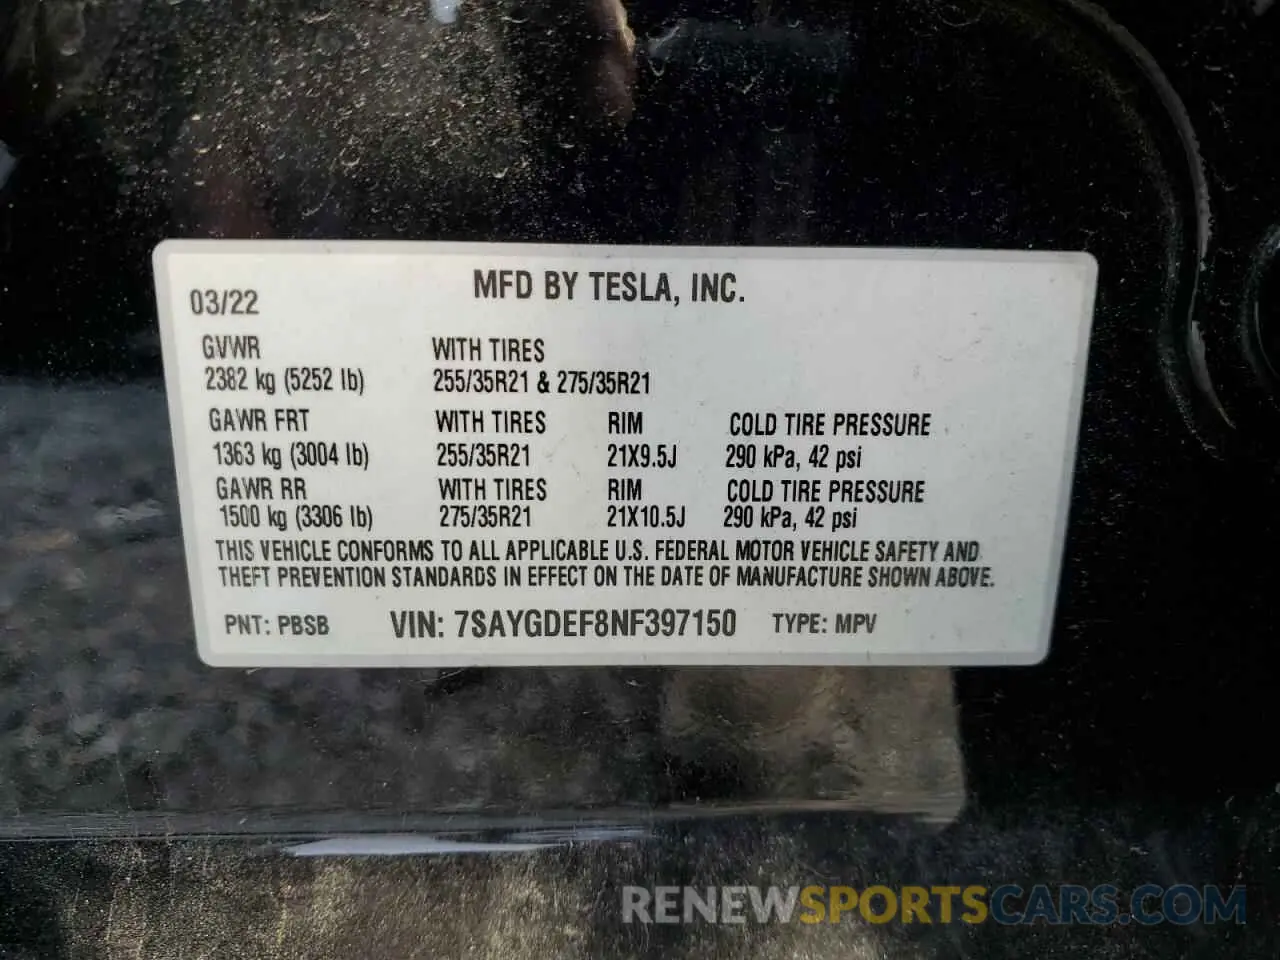 MFD BY TESLA, INC.
03/22
GVWR WITH TIRES
2382 kg (5252 lb) 255/35R21 & 275/35R21
GAWR FRT WITH TIRES RIM COLD TIRE PRESSURE
1363 kg (3004 lb) 255/35R21 21X9.5J 290 kPa, 42 psi
GAWR RR WITH TIRES RIM COLD TIRE PRESSURE
1500 kg (3306 lb) 275/35R21 21X10.5J 290 kPa, 42 psi
THIS VEHICLE CONFORMS TO ALL APPLICABLE U.S. FEDERAL MOTOR VEHICLE SAFETY AND
THEFT PREVENTION STANDARDS IN EFFECT ON THE DATE OF MANUFACTURE SHOWN ABOVE.
PNT: PBSB VIN: 7SAYGDEF8NF397150 TYPE: MPV
RENEWSPORTSCARS.COM